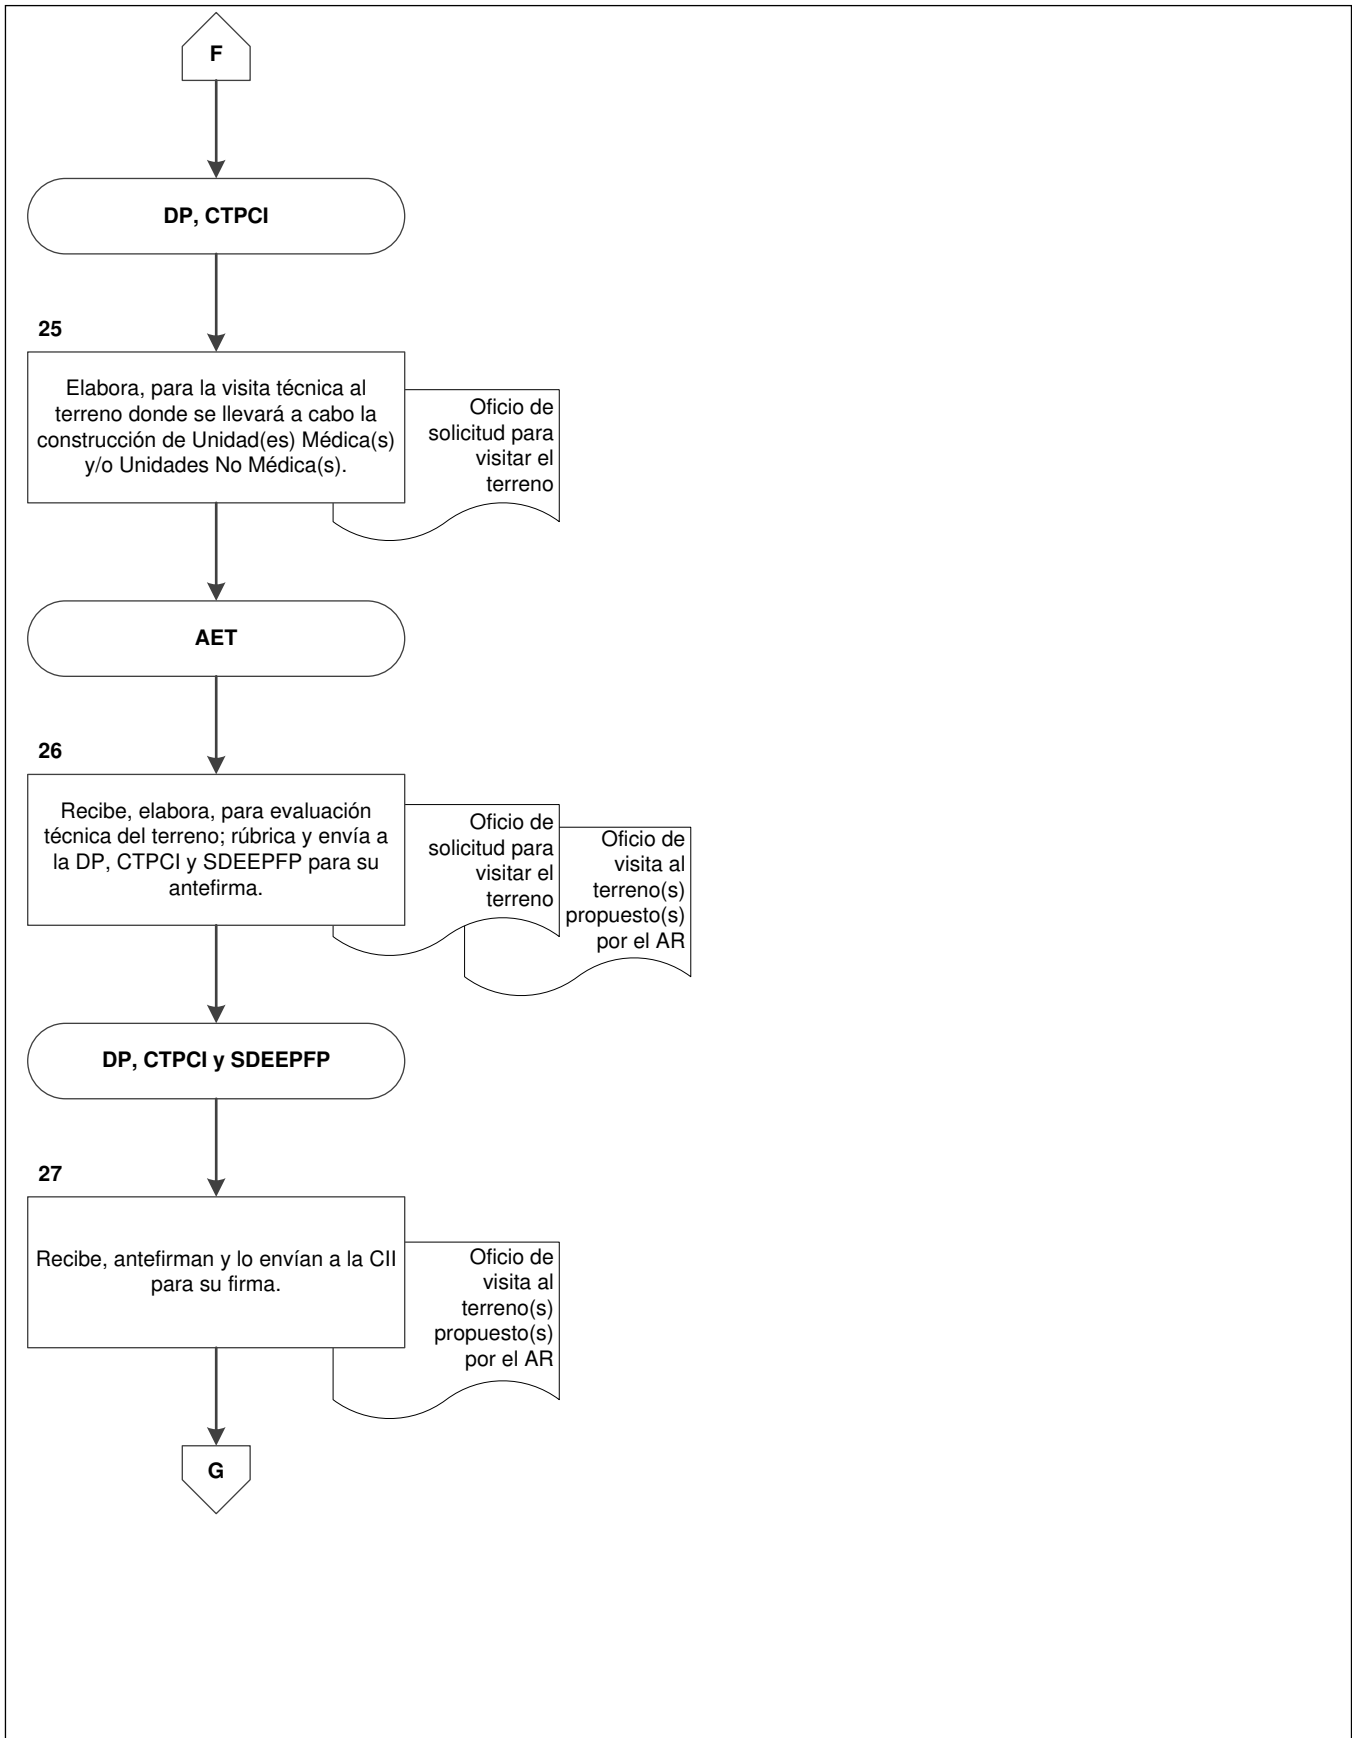 F
DP, CTPCI
25
Elabora, para la visita técnica al
terreno donde se llevará a cabo la
construcción de Unidad(es) Médica(s)
y/o Unidades No Médica(s).
Oficio de
solicitud para
visitar el
terreno
AET
26
Recibe, elabora, para evaluación
técnica del terreno; rúbrica y envía a
la DP, CTPCI y SDEEPFP para su
antefirma.
Oficio de
solicitud para
visitar el
terreno
Oficio de
visita al
terreno(s)
propuesto(s)
por el AR
DP, CTPCI y SDEEPFP
27
Recibe, antefirman y lo envían a la CII
para su firma.
Oficio de
visita al
terreno(s)
propuesto(s)
por el AR
G